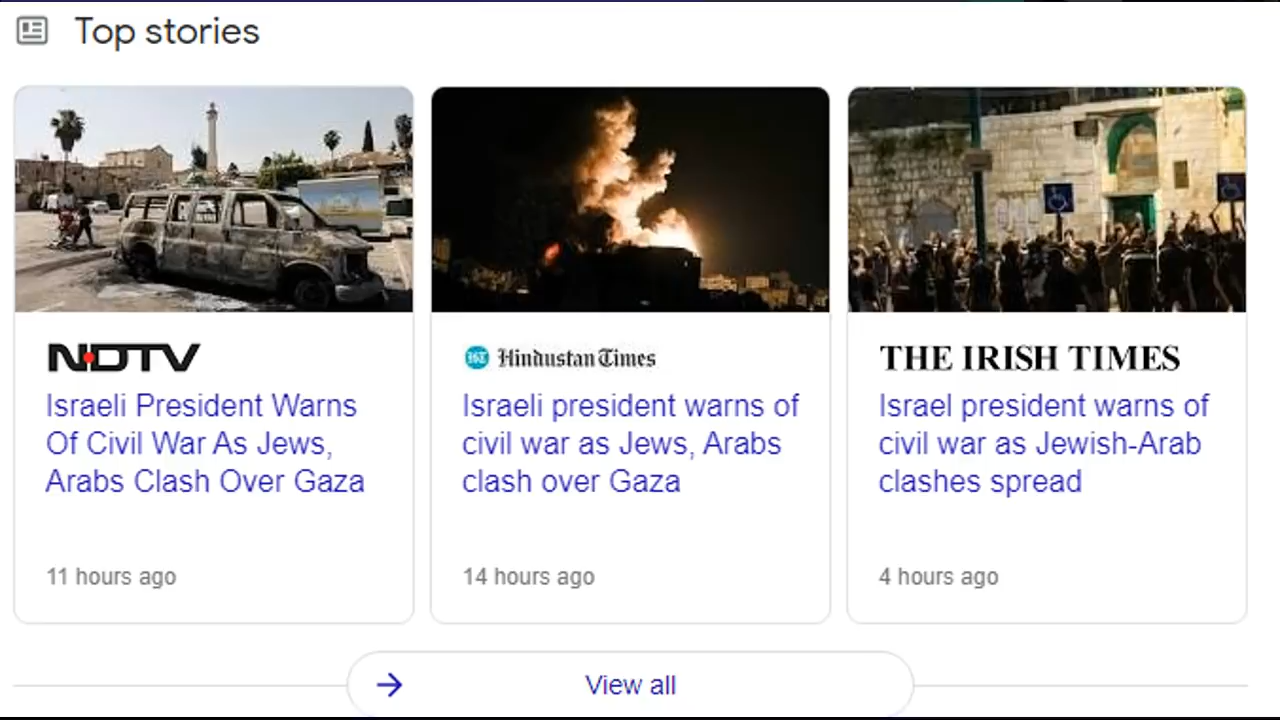 Top stories
NDTV
Israeli President Warns
Of Civil War As Jews,
Arabs Clash Over Gaza
11 hours ago
HT Hindustan Times
Israeli president warns of
civil war as Jews, Arabs
clash over Gaza
14 hours ago
THE IRISH TIMES
Israel president warns of
civil war as Jewish-Arab
clashes spread
4 hours ago
View all